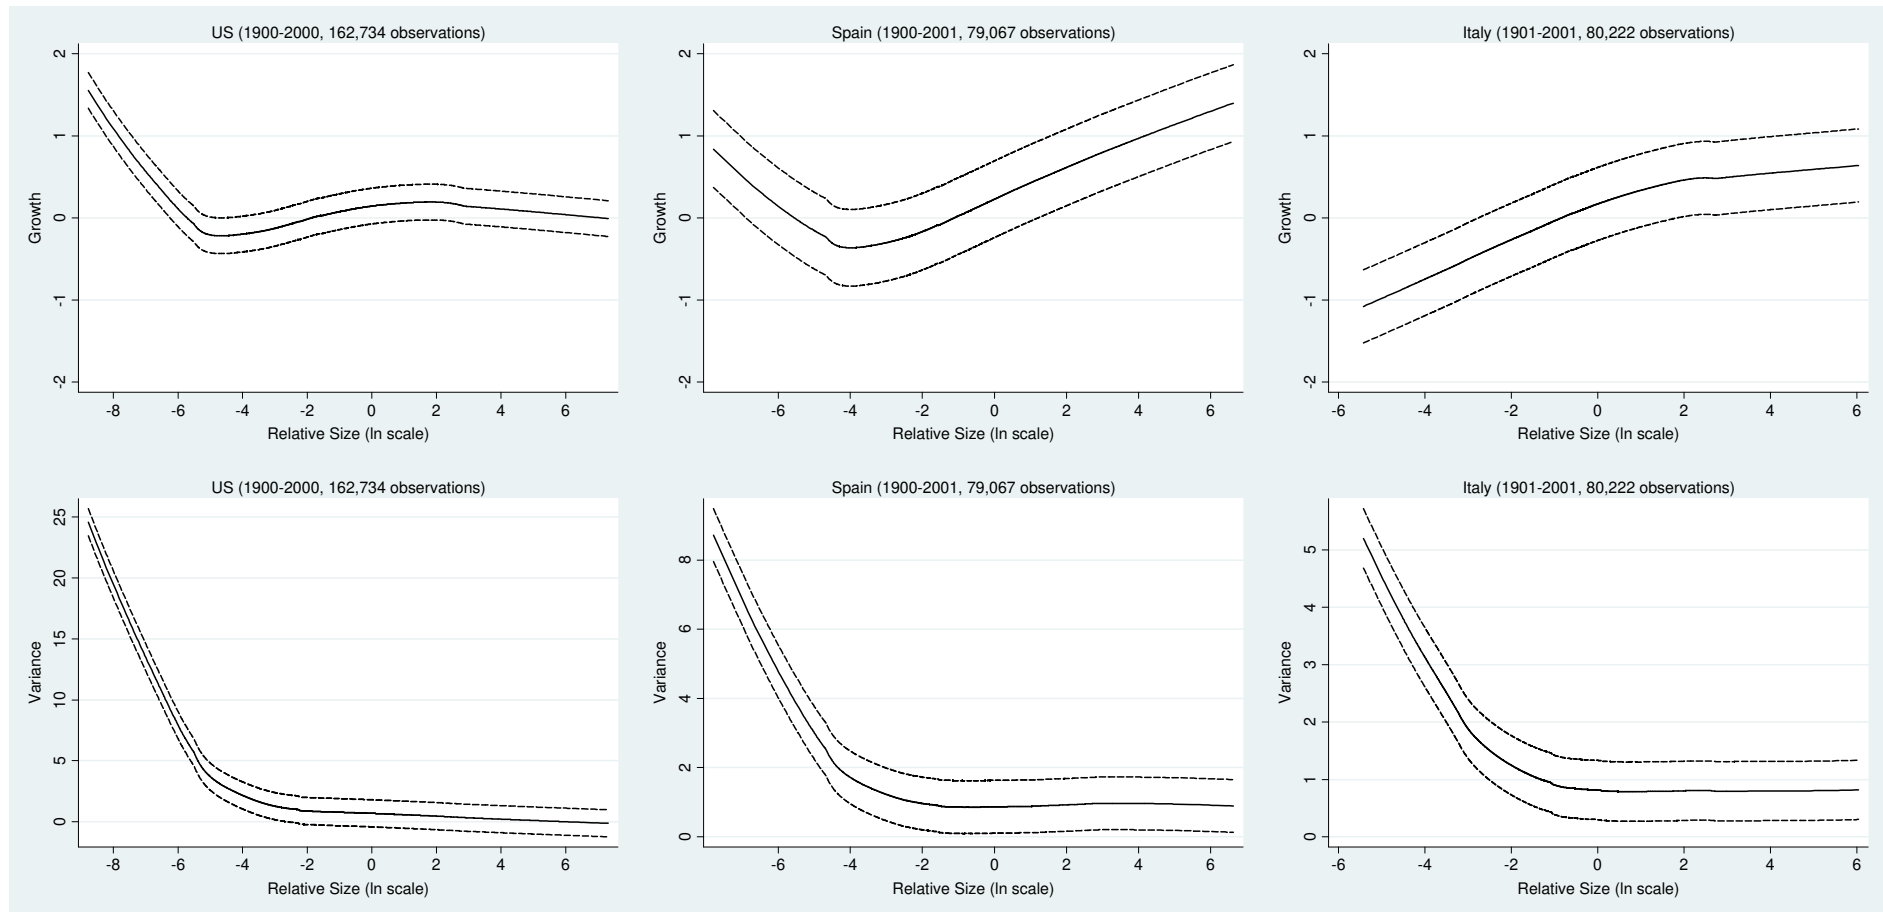 US (1900-2000, 162,734 observations)
2
1
0
-1
-2
Growth
-8 -6 -4 -2 0 2 4 6
Relative Size (ln scale)
Spain (1900-2001, 79,067 observations)
2
1
0
-1
-2
Growth
-6 -4 -2 0 2 4 6
Relative Size (ln scale)
Italy (1901-2001, 80,222 observations)
2
1
0
-1
-2
Growth
-6 -4 -2 0 2 4 6
Relative Size (ln scale)
US (1900-2000, 162,734 observations)
25
20
15
10
5
0
Variance
-8 -6 -4 -2 0 2 4 6
Relative Size (ln scale)
Spain (1900-2001, 79,067 observations)
8
6
4
2
0
Variance
-6 -4 -2 0 2 4 6
Relative Size (ln scale)
Italy (1901-2001, 80,222 observations)
5
4
3
2
1
0
Variance
-6 -4 -2 0 2 4 6
Relative Size (ln scale)